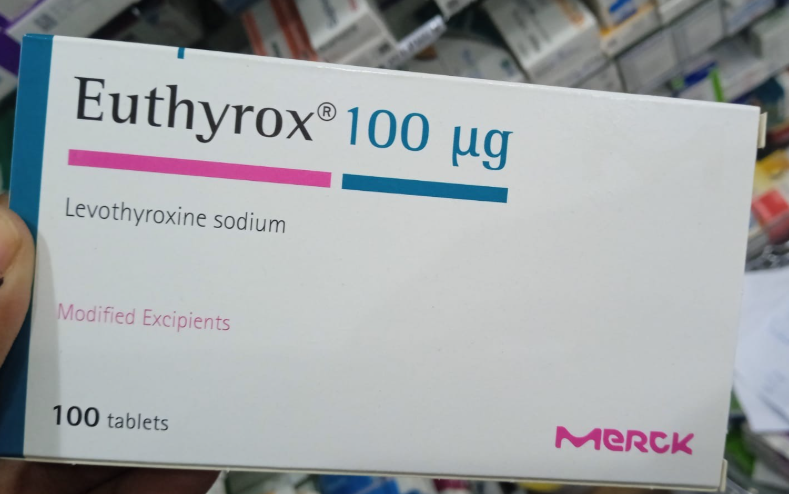 Euthyrox® 100 µg
Levothyroxine sodium
Modified Excipients
100 tablets
MERCK